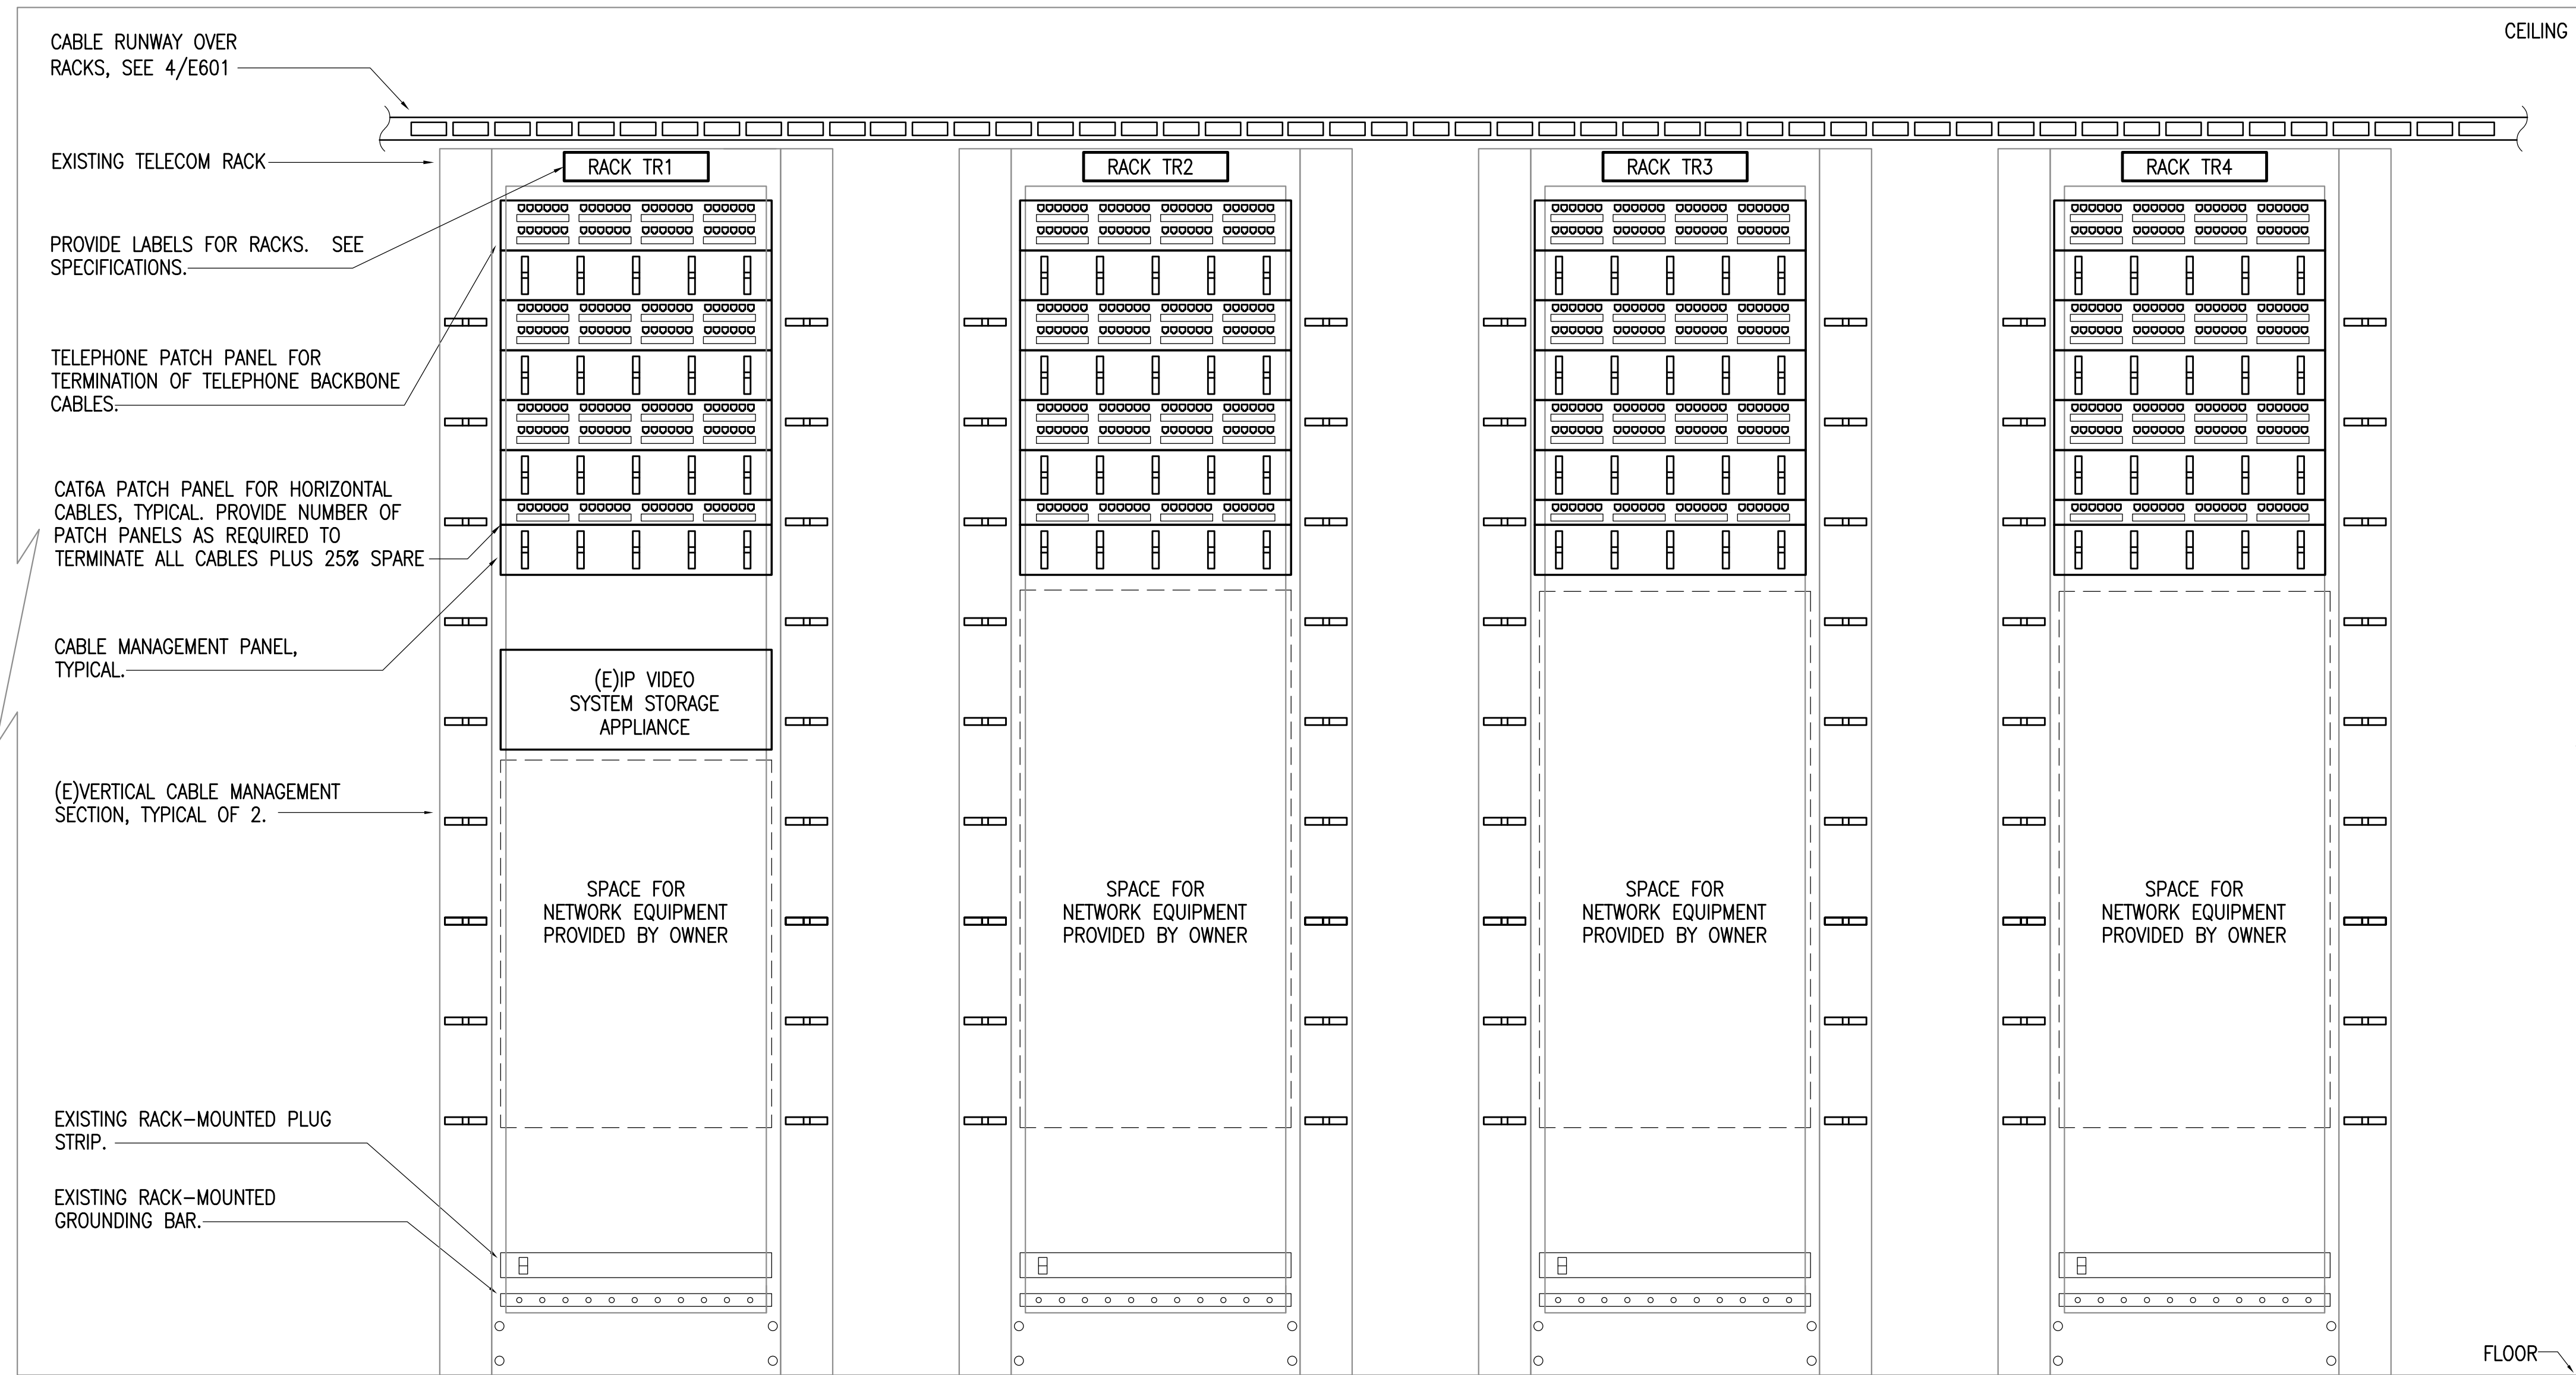 CEILING
CABLE RUNWAY OVER
RACKS, SEE 4/E601
EXISTING TELECOM RACK
RACK TR1
RACK TR2
RACK TR3
RACK TR4
PROVIDE LABELS FOR RACKS. SEE
SPECIFICATIONS.
TELEPHONE PATCH PANEL FOR
TERMINATION OF TELEPHONE BACKBONE
CABLES.
CAT6A PATCH PANEL FOR HORIZONTAL
CABLES, TYPICAL. PROVIDE NUMBER OF
PATCH PANELS AS REQUIRED TO
TERMINATE ALL CABLES PLUS 25% SPARE
CABLE MANAGEMENT PANEL,
TYPICAL.
(E)IP VIDEO
SYSTEM STORAGE
APPLIANCE
(E)VERTICAL CABLE MANAGEMENT
SECTION, TYPICAL OF 2.
SPACE FOR
NETWORK EQUIPMENT
PROVIDED BY OWNER
SPACE FOR
NETWORK EQUIPMENT
PROVIDED BY OWNER
SPACE FOR
NETWORK EQUIPMENT
PROVIDED BY OWNER
SPACE FOR
NETWORK EQUIPMENT
PROVIDED BY OWNER
EXISTING RACK-MOUNTED PLUG
STRIP.
EXISTING RACK-MOUNTED
GROUNDING BAR.
FLOOR